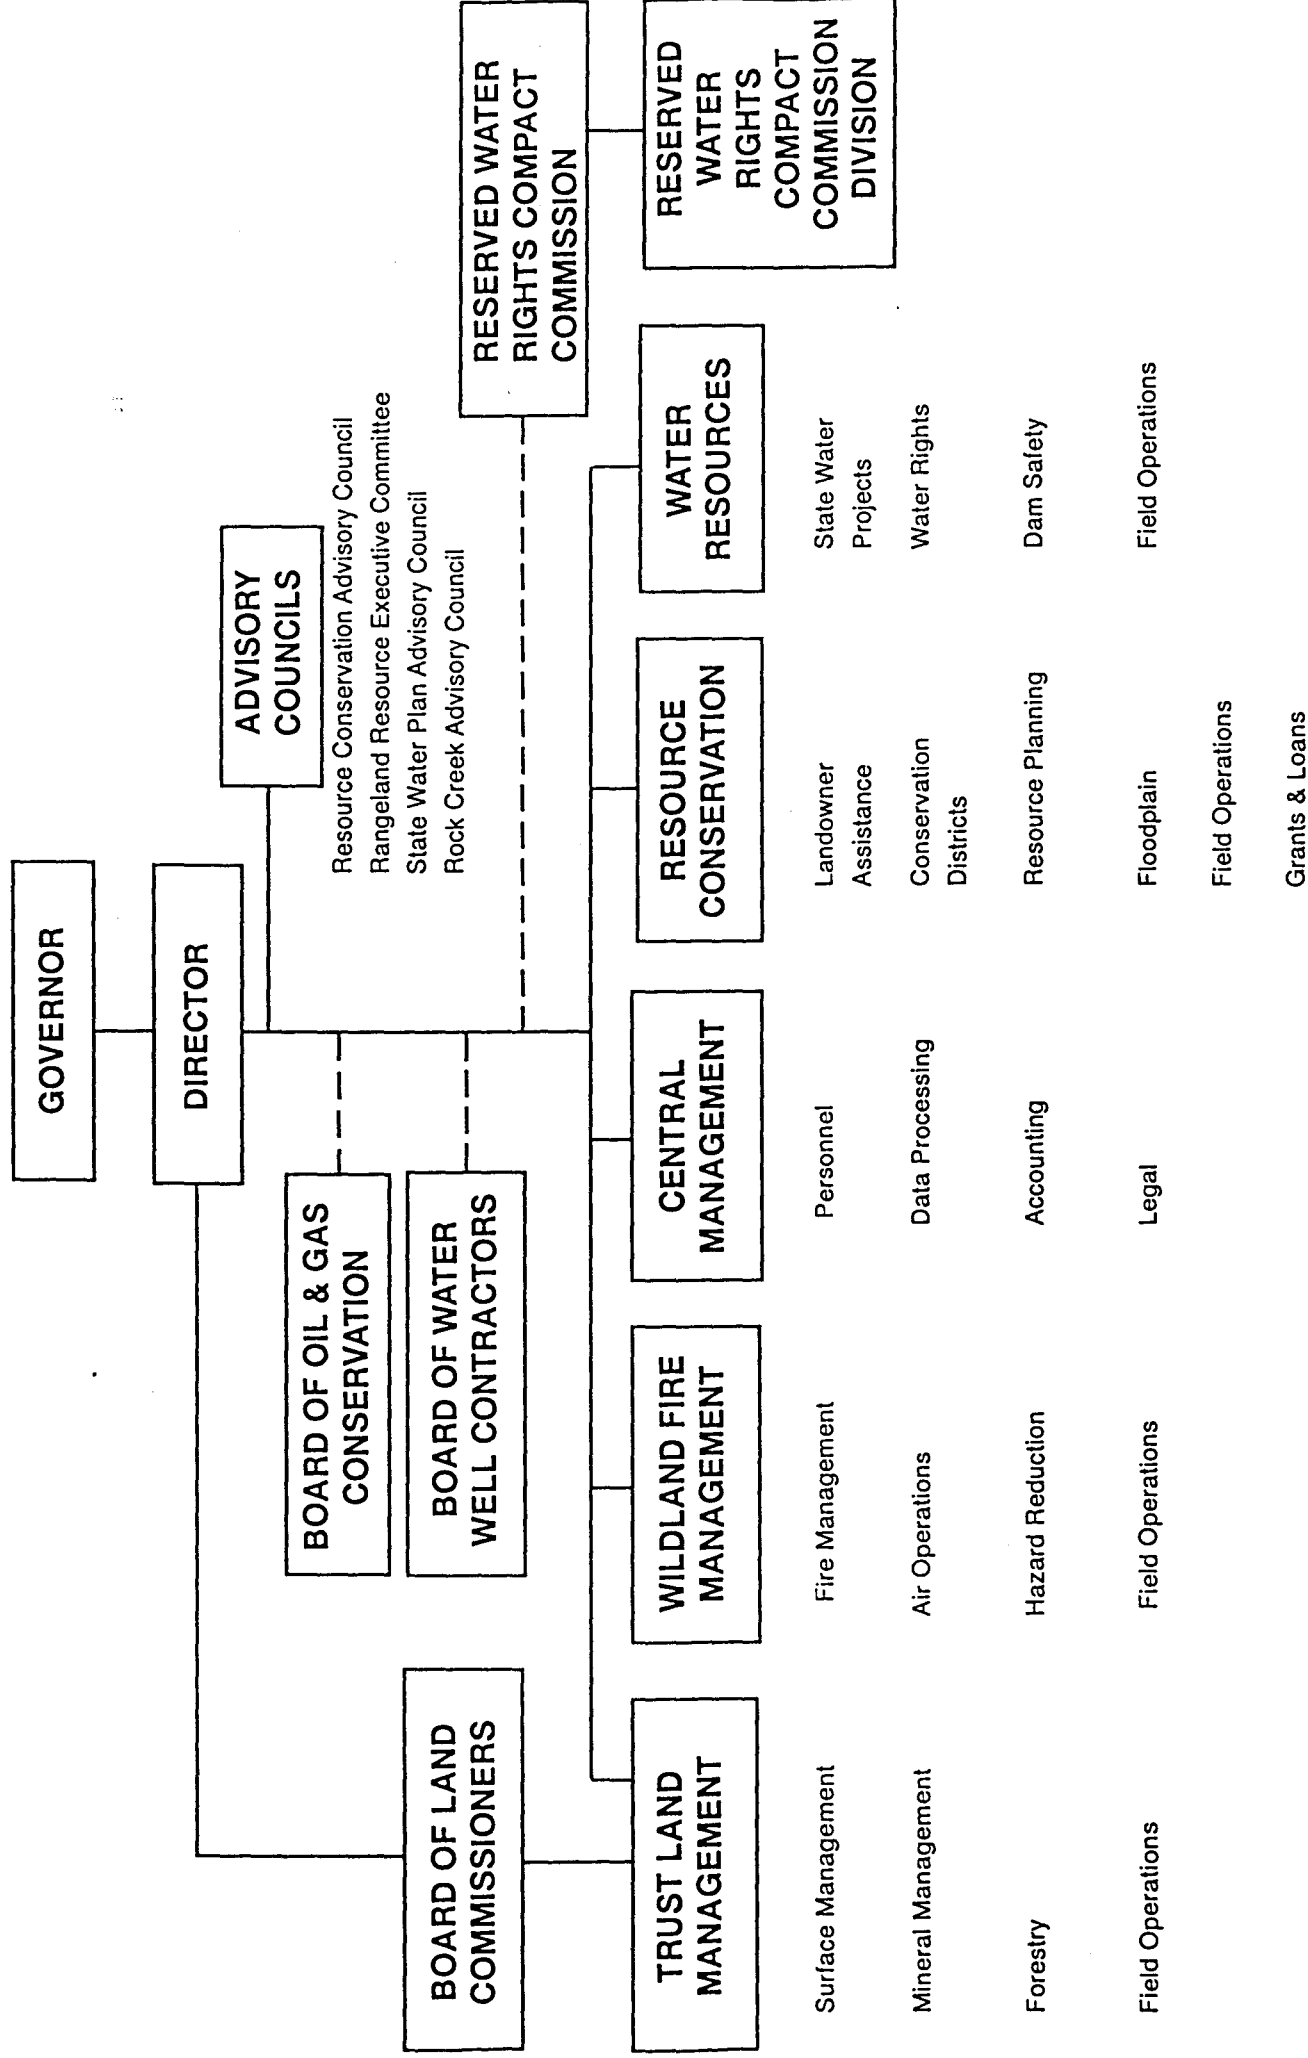 GOVERNOR
DIRECTOR
ADVISORY
COUNCILS
Resource Conservation Advisory Council
Rangeland Resource Executive Committee
State Water Plan Advisory Council
Rock Creek Advisory Council
BOARD OF OIL & GAS
CONSERVATION
BOARD OF WATER
WELL CONTRACTORS
BOARD OF LAND
COMMISSIONERS
RESERVED WATER
RIGHTS COMPACT
COMMISSION
TRUST LAND
MANAGEMENT
Surface Management
Mineral Management
Forestry
Field Operations
WILDLAND FIRE
MANAGEMENT
Fire Management
Air Operations
Hazard Reduction
Field Operations
CENTRAL
MANAGEMENT
Personnel
Data Processing
Accounting
Legal
RESOURCE
CONSERVATION
Landowner
Assistance
Conservation
Districts
Resource Planning
Floodplain
Field Operations
Grants & Loans
WATER
RESOURCES
State Water
Projects
Water Rights
Dam Safety
Field Operations
RESERVED
WATER
RIGHTS
COMPACT
COMMISSION
DIVISION